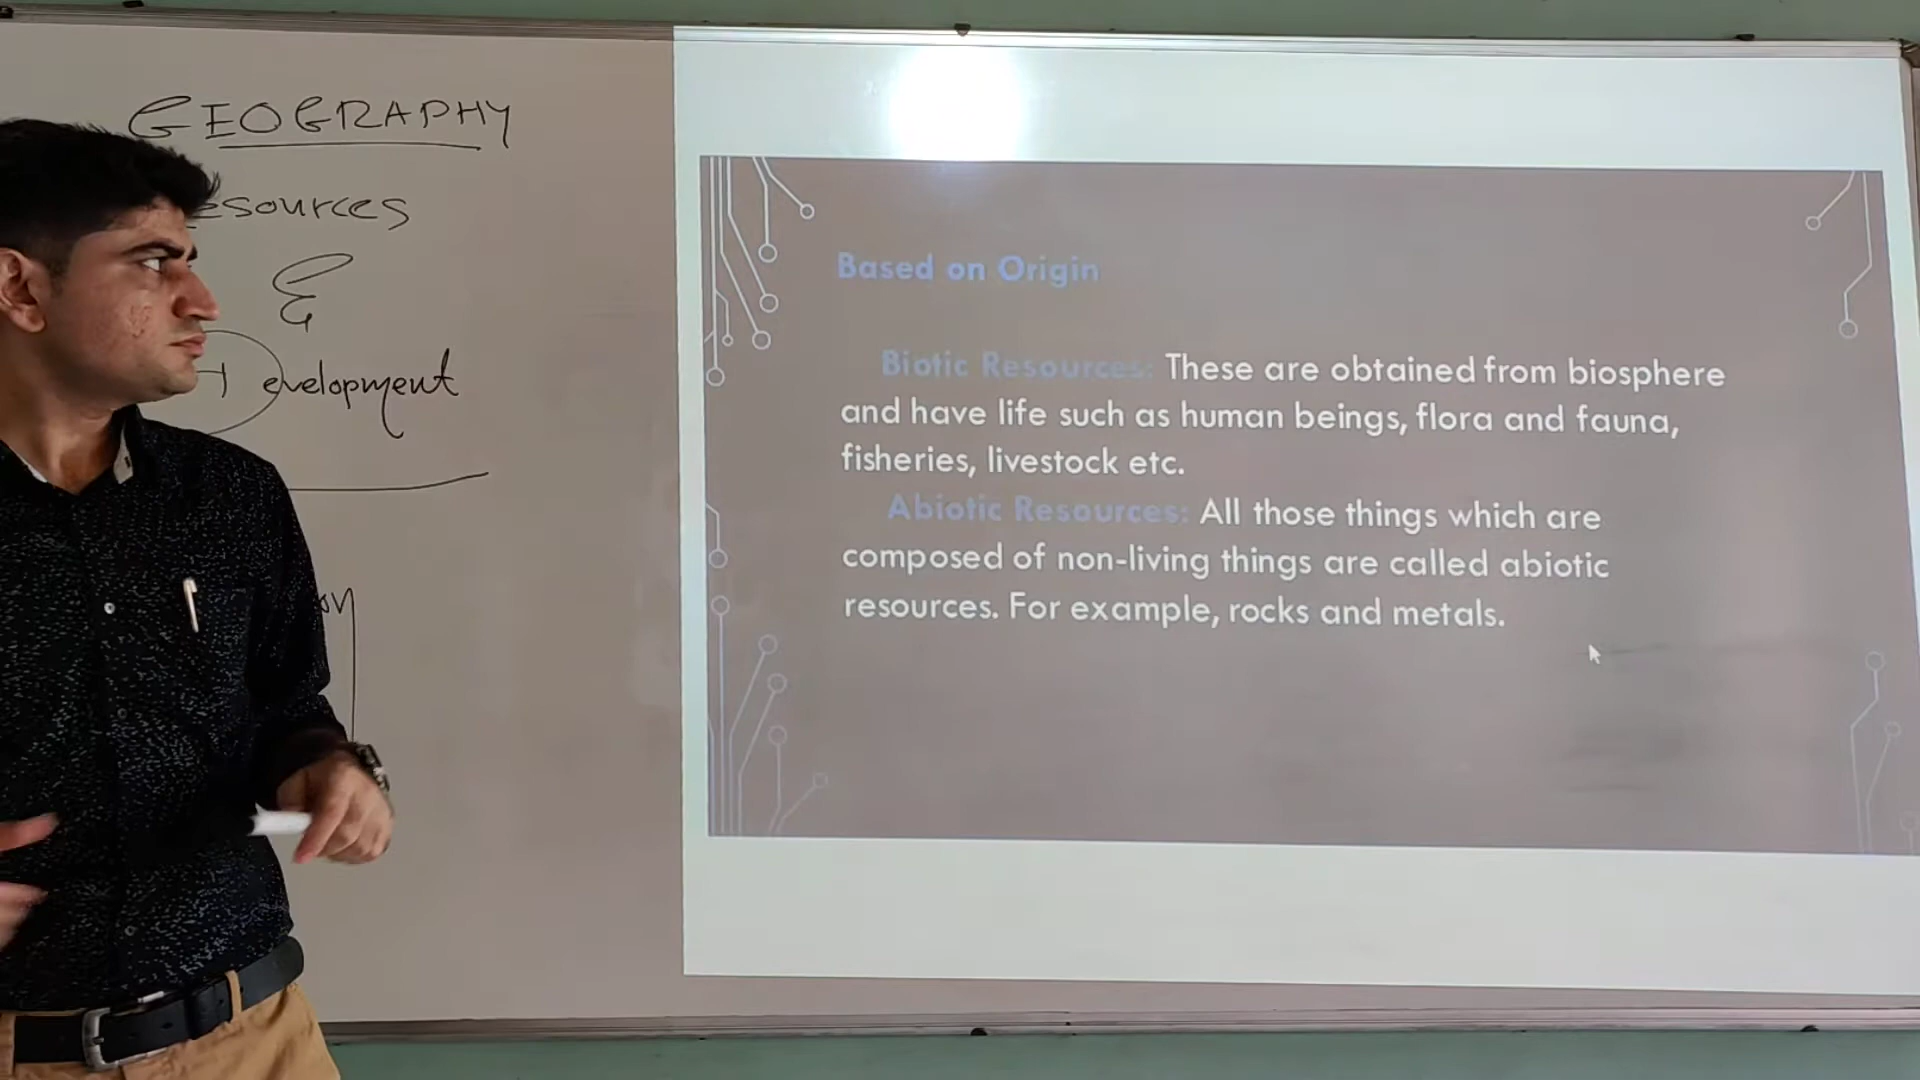 GEOGRAPHY
esources
&
evelopment
Based on Origin
Biotic Resources: These are obtained from biosphere
and have life such as human beings, flora and fauna,
fisheries, livestock etc.
Abiotic Resources: All those things which are
composed of non-living things are called abiotic
resources. For example, rocks and metals.